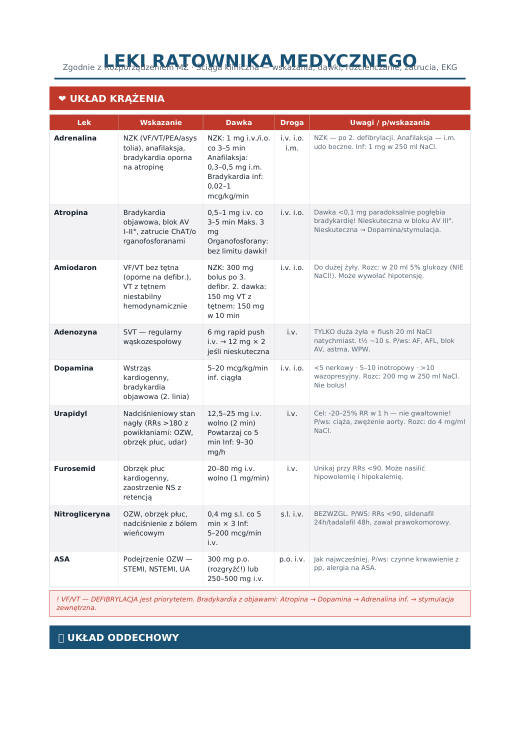 LEKI RATOWNIKA MEDYCZNEGO
Zgodnie z Rozporządzeniem MZ · Ściąga kliniczna — wskazania, dawki, rozcieńczanie, zatrucia, EKG
❤ UKŁAD KRĄŻENIA
Lek Wskazanie Dawka Droga Uwagi / p/wskazania
Adrenalina
NZK (VF/VT/PEA/asys
tolia), anafilaksja,
bradykardia oporna
na atropinę
NZK: 1 mg i.v./i.o.
co 3–5 min
Anafilaksja:
0,3–0,5 mg i.m.
Bradykardia inf:
0,02–1
mcg/kg/min
i.v. i.o.
i.m.
NZK — po 2. defibrylacji. Anafilaksja — i.m.
udo boczne. Inf: 1 mg w 250 ml NaCl.
Atropina
Bradykardia
objawowa, blok AV
I–II°, zatrucie ChAT/o
rganofosforanami
0,5–1 mg i.v. co
3–5 min Maks. 3
mg
Organofosforany:
bez limitu dawki!
i.v. i.o.
Dawka <0,1 mg paradoksalnie pogłębia
bradykardię! Nieskuteczna w bloku AV III°.
Nieskuteczna → Dopamina/stymulacja.
Amiodaron
VF/VT bez tętna
(oporne na defibr.),
VT z tętnem
niestabilny
hemodynamicznie
NZK: 300 mg
bolus po 3.
defibr. 2. dawka:
150 mg VT z
tętnem: 150 mg
w 10 min
i.v. i.o.
Do dużej żyły. Rozc: w 20 ml 5% glukozy (NIE
NaCl!). Może wywołać hipotensję.
Adenozyna
SVT — regularny
wąskozespołowy
6 mg rapid push
i.v. → 12 mg × 2
jeśli nieskuteczna
i.v.
TYLKO duża żyła + flush 20 ml NaCl
natychmiast. t½ ~10 s. P/ws: AF, AFL, blok
AV, astma, WPW.
Dopamina
Wstrząs
kardiogenny,
bradykardia
objawowa (2. linia)
5–20 mcg/kg/min
inf. ciągła
i.v. i.o.
<5 nerkowy · 5–10 inotropowy · >10
wazopresyjny. Rozc: 200 mg w 250 ml NaCl.
Nie bolus!
Urapidyl
Nadciśnieniowy stan
nagły (RRs >180 z
powikłaniami: OZW,
obrzęk płuc, udar)
12,5–25 mg i.v.
wolno (2 min)
Powtarzaj co 5
min Inf: 9–30
mg/h
i.v.
Cel: -20-25% RR w 1 h — nie gwałtownie!
P/ws: ciąża, zwężenie aorty. Rozc: do 4 mg/ml
NaCl.
Furosemid
Obrzęk płuc
kardiogenny,
zaostrzenie NS z
retencją
20–80 mg i.v.
wolno (1 mg/min)
i.v.
Unikaj przy RRs <90. Może nasilić
hipowolemię i hipokalemię.
Nitrogliceryna
OZW, obrzęk płuc,
nadciśnienie z bólem
wieńcowym
0,4 mg s.l. co 5
min × 3 Inf:
5–200 mcg/min
i.v.
s.l. i.v.
BEZWZGL. P/WS: RRs <90, sildenafil
24h/tadalafil 48h, zawał prawokomorowy.
ASA
Podejrzenie OZW —
STEMI, NSTEMI, UA
300 mg p.o.
(rozgryźć!) lub
250–500 mg i.v.
p.o. i.v.
Jak najwcześniej. P/ws: czynne krwawienie z
pp, alergia na ASA.
! VF/VT — DEFIBRYLACJA jest priorytetem. Bradykardia z objawami: Atropina → Dopamina → Adrenalina inf. → stymulacja
zewnętrzna.
UKŁAD ODDECHOWY